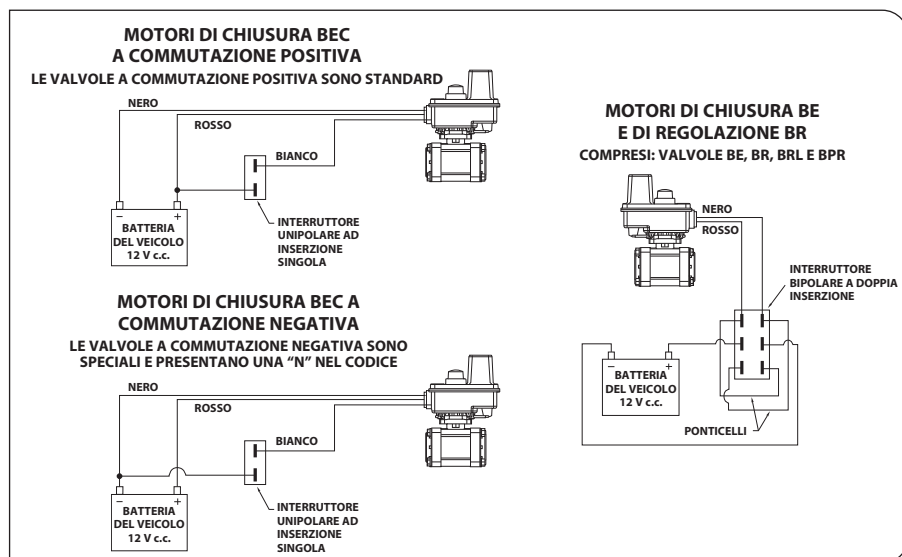 MOTORI DI CHIUSURA BEC
A COMMUTAZIONE POSITIVA
LE VALVOLE A COMMUTAZIONE POSITIVA SONO STANDARD
NERO
ROSSO
BIANCO
– +
BATTERIA
DEL VEICOLO
12 V c.c.
INTERRUTTORE
UNIPOLARE AD
INSERZIONE
SINGOLA
MOTORI DI CHIUSURA BEC A
COMMUTAZIONE NEGATIVA
LE VALVOLE A COMMUTAZIONE NEGATIVA SONO
SPECIALI E PRESENTANO UNA “N” NEL CODICE
NERO
ROSSO
BIANCO
– +
BATTERIA
DEL VEICOLO
12 V c.c.
INTERRUTTORE
UNIPOLARE AD
INSERZIONE
SINGOLA
MOTORI DI CHIUSURA BE
E DI REGOLAZIONE BR
COMPRESI: VALVOLE BE, BR, BRL E BPR
NERO
ROSSO
INTERRUTTORE
BIPOLARE A DOPPIA
INSERZIONE
– +
BATTERIA
DEL VEICOLO
12 V c.c.
PONTICELLI